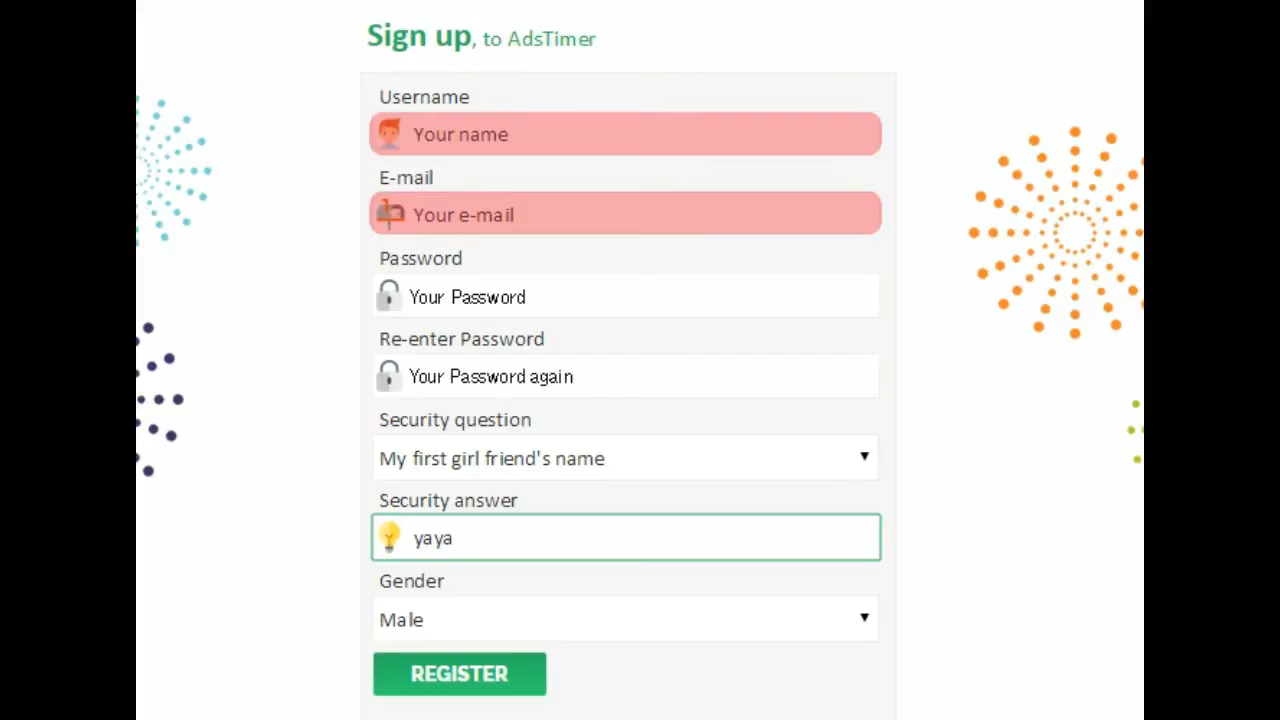 Sign up, to AdsTimer
Username
Your name
E-mail
Your e-mail
Password
Your Password
Re-enter Password
Your Password again
Security question
My first girl friend's name
Security answer
yaya
Gender
Male
REGISTER